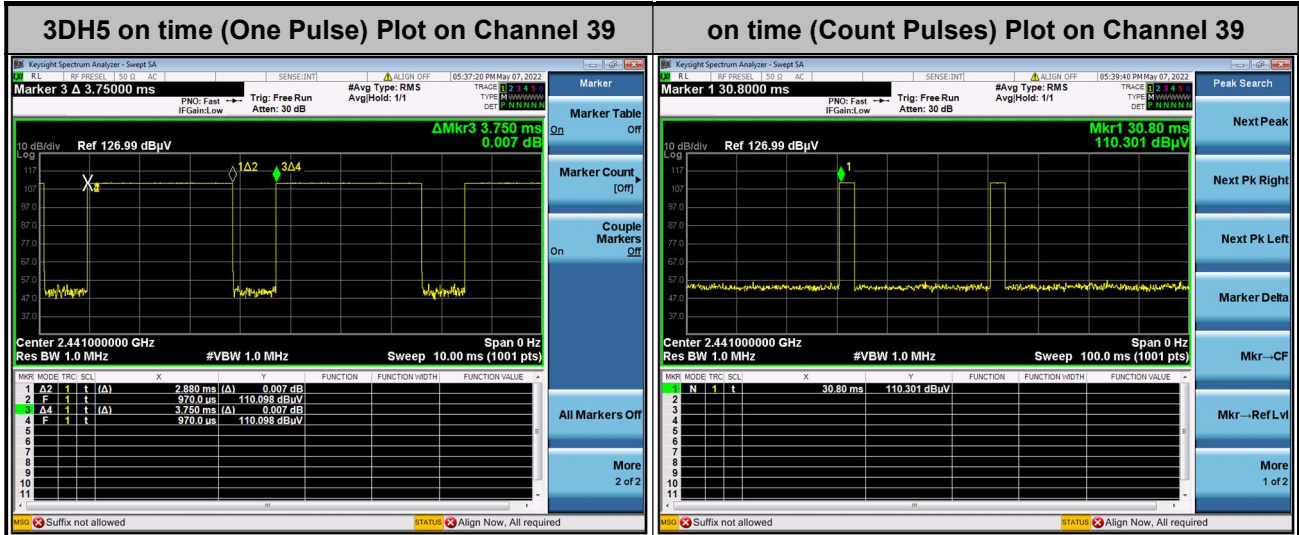 3DH5 on time (One Pulse) Plot on Channel 39
Keysight Spectrum Analyzer - Swept SA
RL RF PRESEL 50 Ω AC SENSE:INT ALIGN OFF 05:37:20 PM May 07, 2022
Marker 3 Δ 3.75000 ms
PNO: Fast
IFGain:Low
Trig: Free Run
Atten: 30 dB
#Avg Type: RMS
Avg|Hold: 1/1
TRACE 1 2 3 4 5 6
TYPE M W W W W W
DET P N N N N N
ΔMkr3 3.750 ms
0.007 dB
10 dB/div Ref 126.99 dBµV
Log
117
107
97.0
87.0
77.0
67.0
57.0
47.0
37.0
1Δ2
3Δ4
Center 2.441000000 GHz Span 0 Hz
Res BW 1.0 MHz #VBW 1.0 MHz Sweep 10.00 ms (1001 pts)
MKR MODE TRC SCL X Y FUNCTION FUNCTION WIDTH FUNCTION VALUE
1 Δ2 1 t (Δ) 2.880 ms (Δ) 0.007 dB
2 F 1 t 970.0 µs 110.098 dBµV
3 Δ4 1 t (Δ) 3.750 ms (Δ) 0.007 dB
4 F 1 t 970.0 µs 110.098 dBµV
5
6
7
8
9
10
11
MSG Suffix not allowed STATUS Align Now, All required
Marker
Marker Table
On Off
Marker Count
[Off]
Couple
Markers
On Off
All Markers Off
More
2 of 2
on time (Count Pulses) Plot on Channel 39
Keysight Spectrum Analyzer - Swept SA
RL RF PRESEL 50 Ω AC SENSE:INT ALIGN OFF 05:39:40 PM May 07, 2022
Marker 1 30.8000 ms
PNO: Fast
IFGain:Low
Trig: Free Run
Atten: 30 dB
#Avg Type: RMS
Avg|Hold: 1/1
TRACE 1 2 3 4 5 6
TYPE M W W W W W
DET P N N N N N
Mkr1 30.80 ms
110.301 dBµV
10 dB/div Ref 126.99 dBµV
Log
117
107
97.0
87.0
77.0
67.0
57.0
47.0
37.0
1
Center 2.441000000 GHz Span 0 Hz
Res BW 1.0 MHz #VBW 1.0 MHz Sweep 100.0 ms (1001 pts)
MKR MODE TRC SCL X Y FUNCTION FUNCTION WIDTH FUNCTION VALUE
1 N 1 t 30.80 ms 110.301 dBµV
2
3
4
5
6
7
8
9
10
11
MSG Suffix not allowed STATUS Align Now, All required
Peak Search
Next Peak
Next Pk Right
Next Pk Left
Marker Delta
Mkr→CF
Mkr→Ref Lvl
More
1 of 2